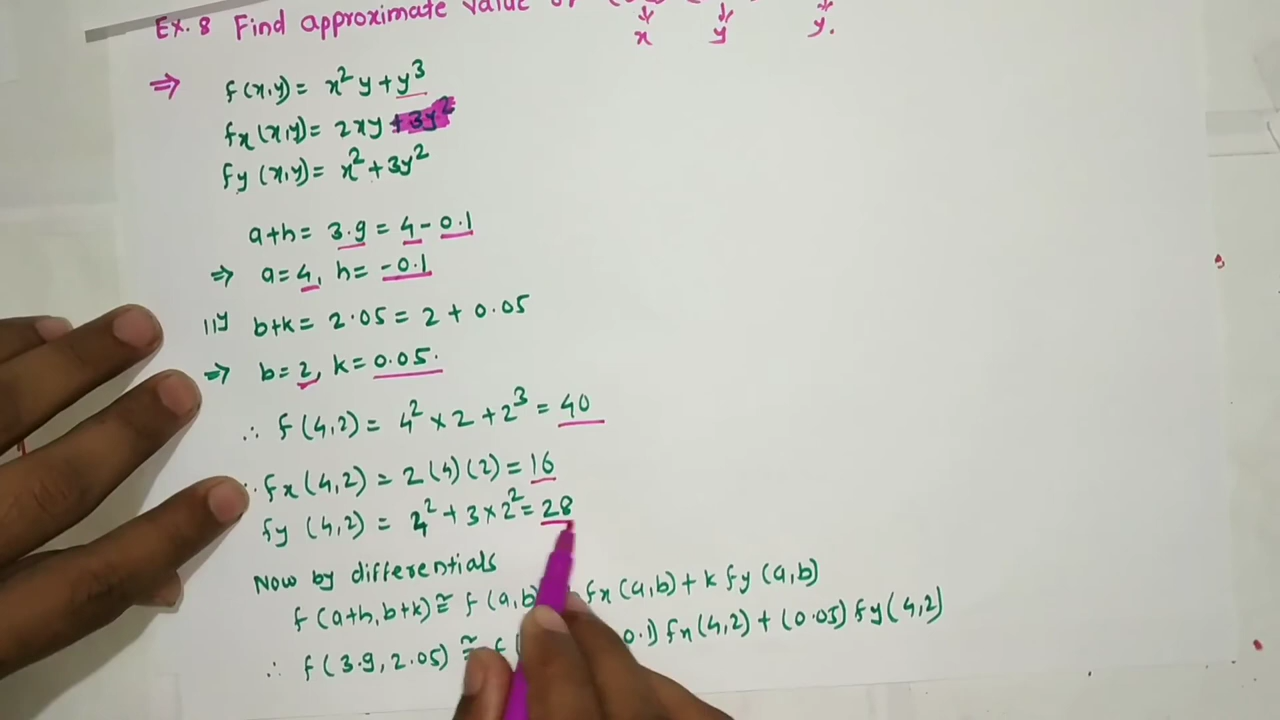 Ex. 8 Find approximate value of
x y y.
⇒ f(x,y) = x²y + y³
fx(x,y) = 2xy +3y²
fy(x,y) = x² + 3y²
a+h = 3.9 = 4 - 0.1
⇒ a = 4, h = -0.1
llly b+k = 2.05 = 2 + 0.05
⇒ b = 2, k = 0.05.
∴ f(4,2) = 4² × 2 + 2³ = 40
∴ fx(4,2) = 2(4)(2) = 16
fy(4,2) = 4² + 3×2² = 28
Now by differentials
f(a+h, b+k) ≅ f(a,b) fx(a,b) + k fy(a,b)
∴ f(3.9, 2.05) ≅ f( 0.1) fx(4,2) + (0.05) fy(4,2)